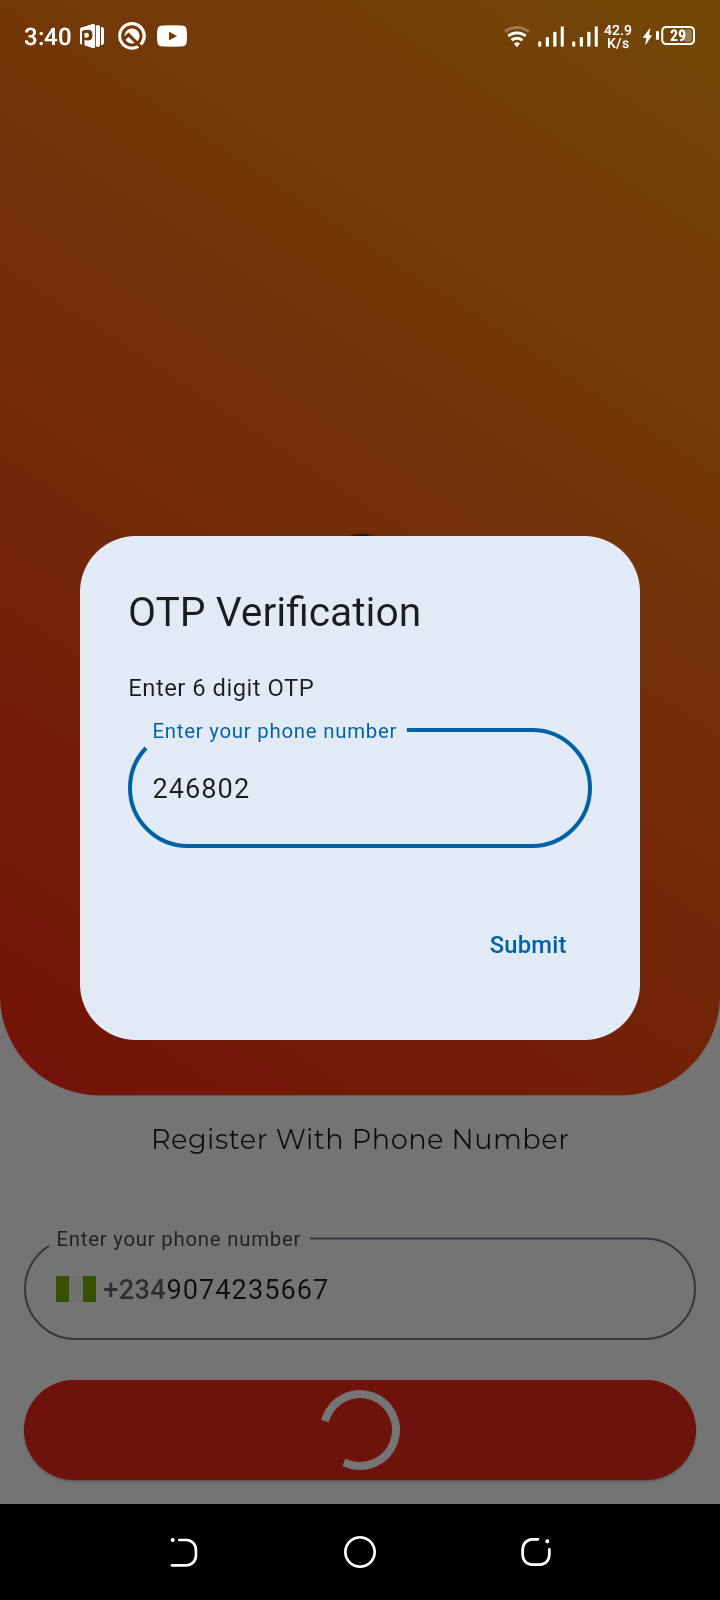 3:40
42.9
K/s
29
OTP Verification
Enter 6 digit OTP
Enter your phone number
246802
Submit
Register With Phone Number
Enter your phone number
+2349074235667